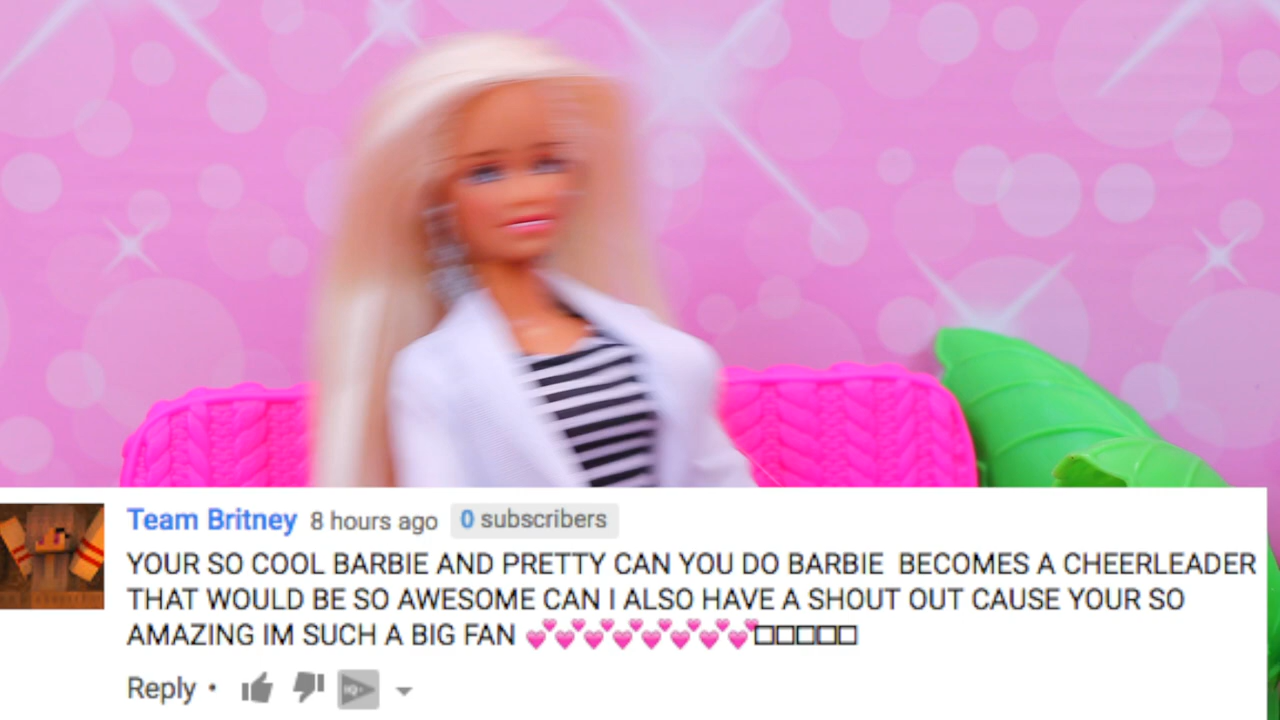 Team Britney 8 hours ago 0 subscribers
YOUR SO COOL BARBIE AND PRETTY CAN YOU DO BARBIE BECOMES A CHEERLEADER
THAT WOULD BE SO AWESOME CAN I ALSO HAVE A SHOUT OUT CAUSE YOUR SO
AMAZING IM SUCH A BIG FAN 💕💕💕💕💕💕💕💕□□□□□
Reply •